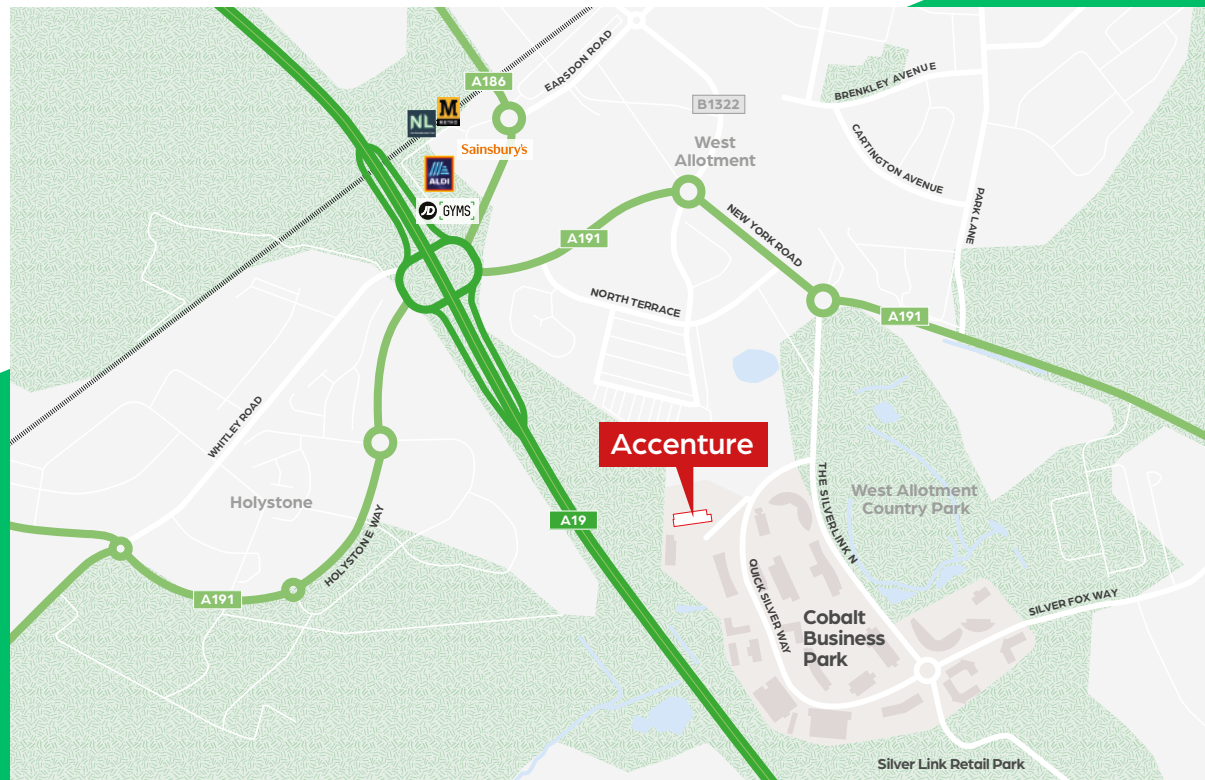 A186
EARSDON ROAD
BRENKLEY AVENUE
B1322
M
METRO
NL
Sainsbury's
West
Allotment
CARTINGTON AVENUE
ALDI
JD GYMS
PARK LANE
NEW YORK ROAD
A191
NORTH TERRACE
A191
WHITLEY ROAD
Accenture
Holystone
THE SILVERLINK N
West Allotment
Country Park
A19
HOLYSTONE WAY
QUICK SILVER WAY
A191
SILVER FOX WAY
Cobalt
Business
Park
Silver Link Retail Park